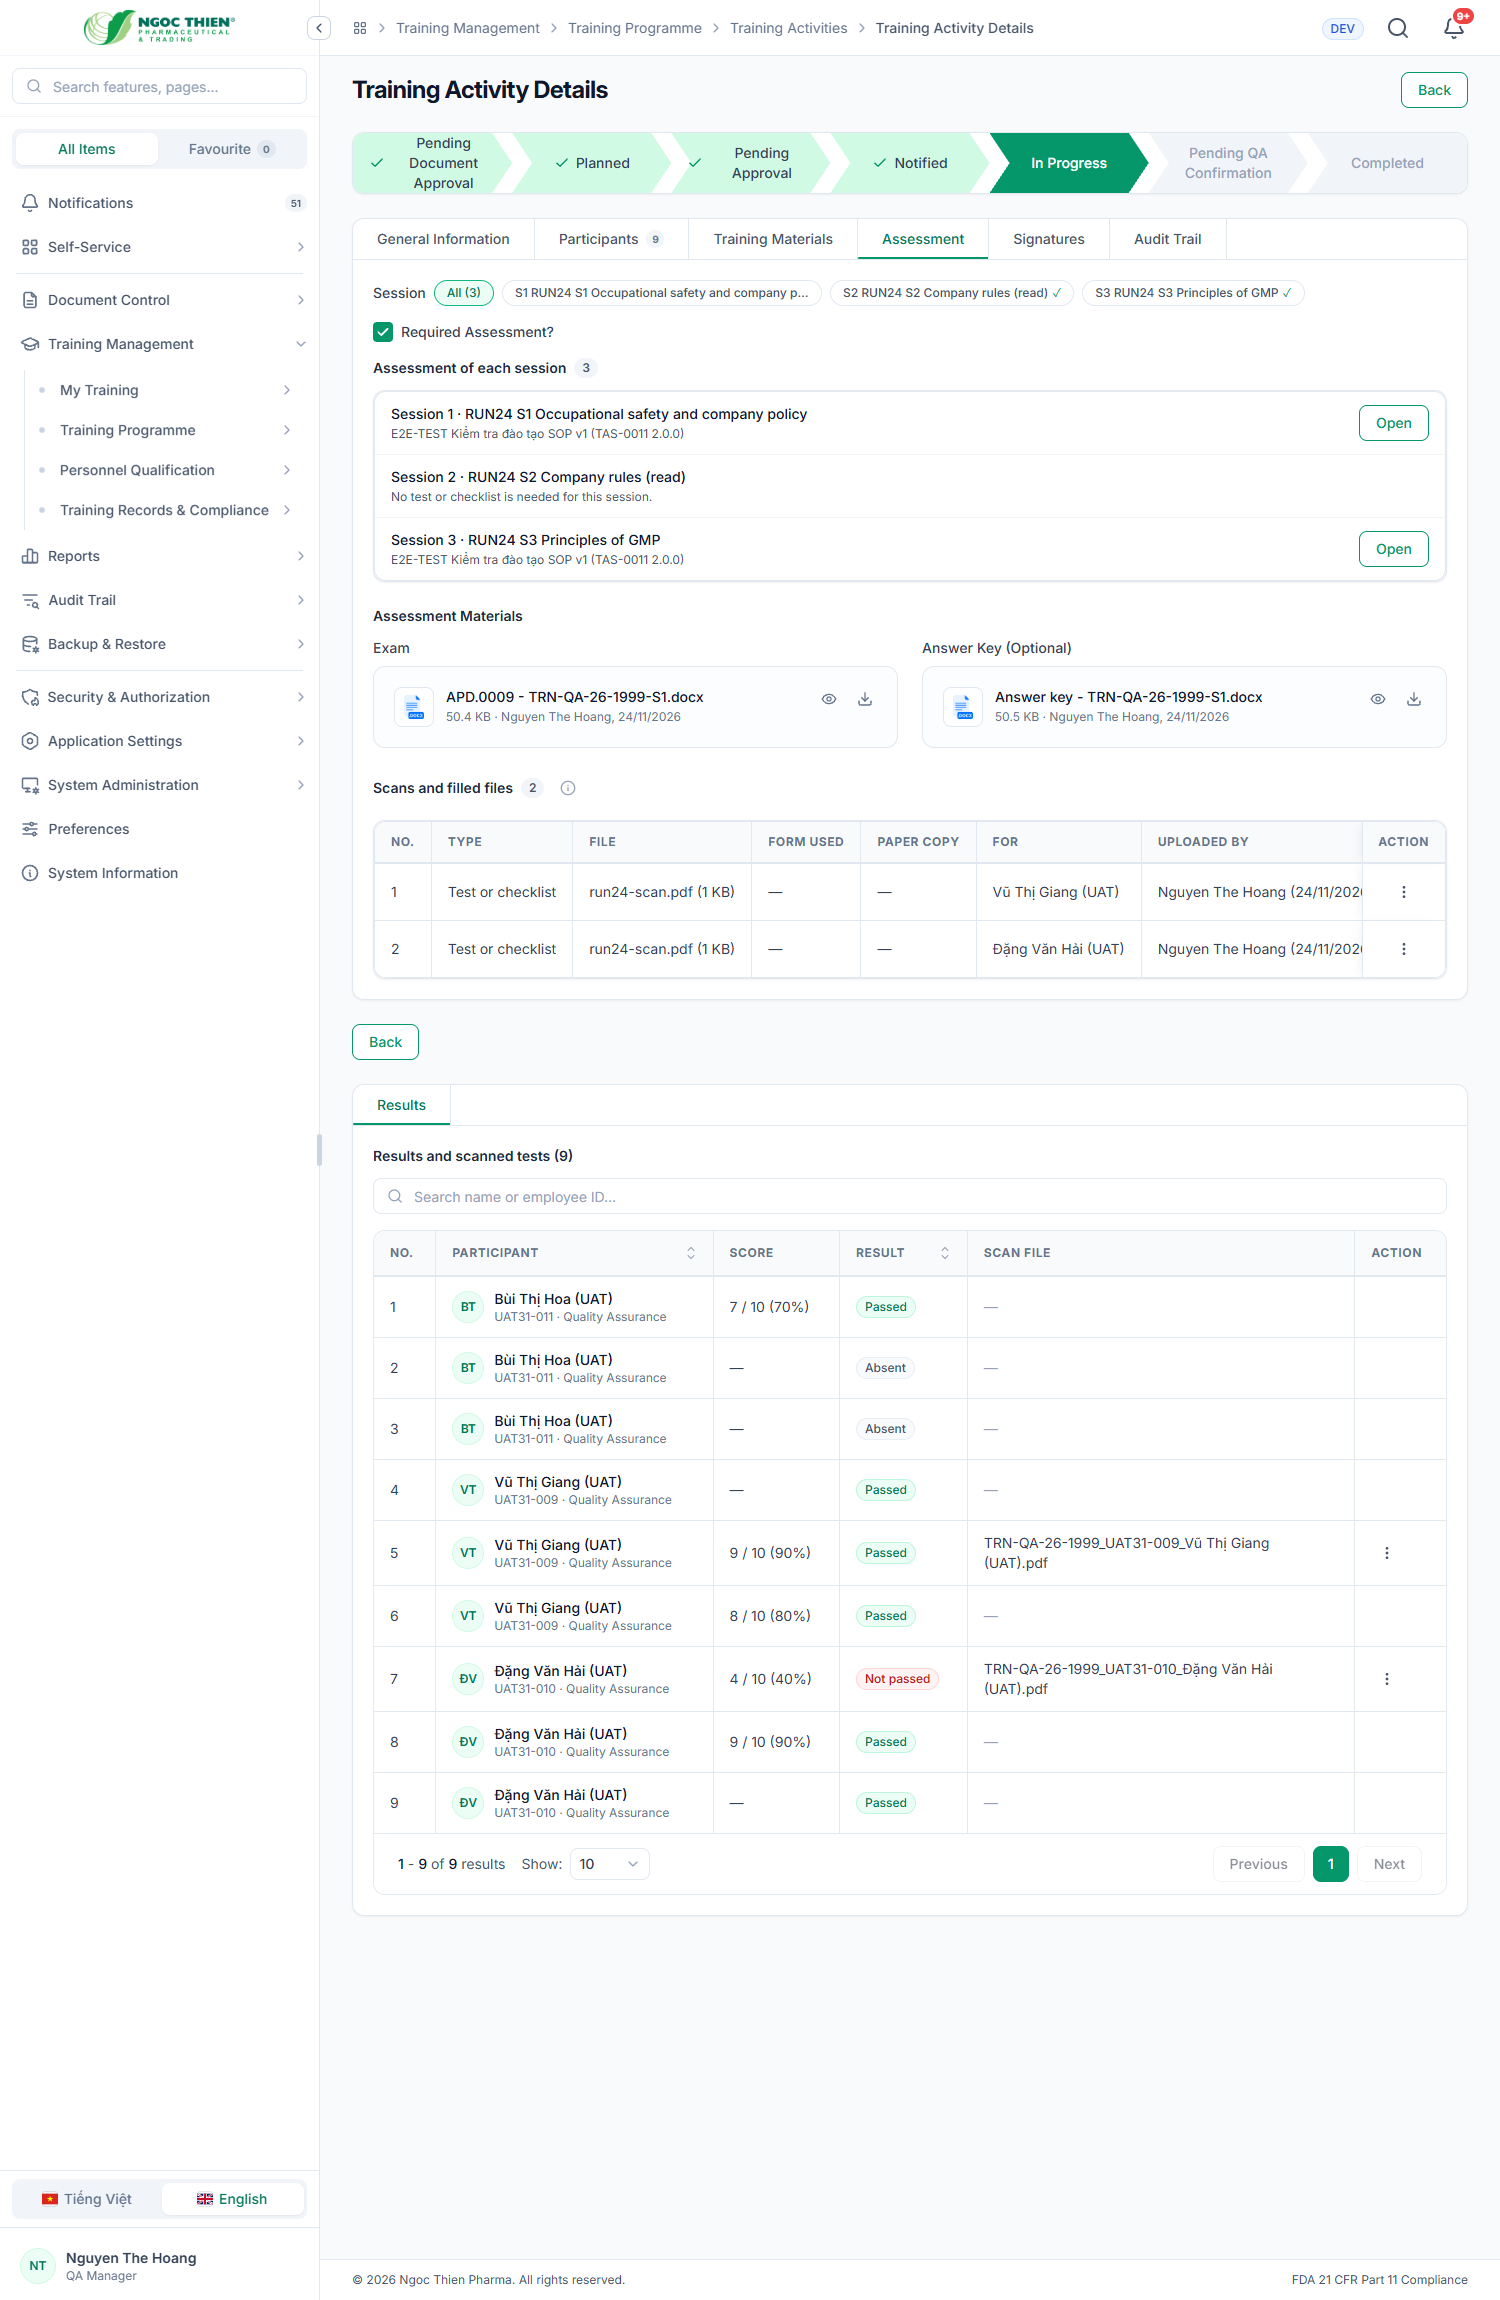 NGOC THIEN®
PHARMACEUTICAL
& TRADING
Training Management
Training Programme
Training Activities
Training Activity Details
DEV
9+
Search features, pages...
All Items
Favourite 0
Notifications 51
Self-Service
Document Control
Training Management
My Training
Training Programme
Personnel Qualification
Training Records & Compliance
Reports
Audit Trail
Backup & Restore
Security & Authorization
Application Settings
System Administration
Preferences
System Information
Tiếng Việt
English
NT
Nguyen The Hoang
QA Manager
Training Activity Details
Back
Pending
Document
Approval
Planned
Pending
Approval
Notified
In Progress
Pending QA
Confirmation
Completed
General Information
Participants 9
Training Materials
Assessment
Signatures
Audit Trail
Session
All (3)
S1 RUN24 S1 Occupational safety and company p...
S2 RUN24 S2 Company rules (read) ✓
S3 RUN24 S3 Principles of GMP ✓
Required Assessment?
Assessment of each session 3
Session 1 · RUN24 S1 Occupational safety and company policy
E2E-TEST Kiểm tra đào tạo SOP v1 (TAS-0011 2.0.0)
Open
Session 2 · RUN24 S2 Company rules (read)
No test or checklist is needed for this session.
Session 3 · RUN24 S3 Principles of GMP
E2E-TEST Kiểm tra đào tạo SOP v1 (TAS-0011 2.0.0)
Open
Assessment Materials
Exam
DOCX
APD.0009 - TRN-QA-26-1999-S1.docx
50.4 KB · Nguyen The Hoang, 24/11/2026
Answer Key (Optional)
DOCX
Answer key - TRN-QA-26-1999-S1.docx
50.5 KB · Nguyen The Hoang, 24/11/2026
Scans and filled files 2
NO. TYPE FILE FORM USED PAPER COPY FOR UPLOADED BY ACTION
1 Test or checklist run24-scan.pdf (1 KB) — — Vũ Thị Giang (UAT) Nguyen The Hoang (24/11/2026
2 Test or checklist run24-scan.pdf (1 KB) — — Đặng Văn Hải (UAT) Nguyen The Hoang (24/11/2026
Back
Results
Results and scanned tests (9)
Search name or employee ID...
NO. PARTICIPANT SCORE RESULT SCAN FILE ACTION
1 BT Bùi Thị Hoa (UAT) 7 / 10 (70%) Passed —
UAT31-011 · Quality Assurance
2 BT Bùi Thị Hoa (UAT) — Absent —
UAT31-011 · Quality Assurance
3 BT Bùi Thị Hoa (UAT) — Absent —
UAT31-011 · Quality Assurance
4 VT Vũ Thị Giang (UAT) — Passed —
UAT31-009 · Quality Assurance
5 VT Vũ Thị Giang (UAT) 9 / 10 (90%) Passed TRN-QA-26-1999_UAT31-009_Vũ Thị Giang
UAT31-009 · Quality Assurance (UAT).pdf
6 VT Vũ Thị Giang (UAT) 8 / 10 (80%) Passed —
UAT31-009 · Quality Assurance
7 ĐV Đặng Văn Hải (UAT) 4 / 10 (40%) Not passed TRN-QA-26-1999_UAT31-010_Đặng Văn Hải
UAT31-010 · Quality Assurance (UAT).pdf
8 ĐV Đặng Văn Hải (UAT) 9 / 10 (90%) Passed —
UAT31-010 · Quality Assurance
9 ĐV Đặng Văn Hải (UAT) — Passed —
UAT31-010 · Quality Assurance
1 - 9 of 9 results Show: 10
Previous 1 Next
© 2026 Ngoc Thien Pharma. All rights reserved.
FDA 21 CFR Part 11 Compliance